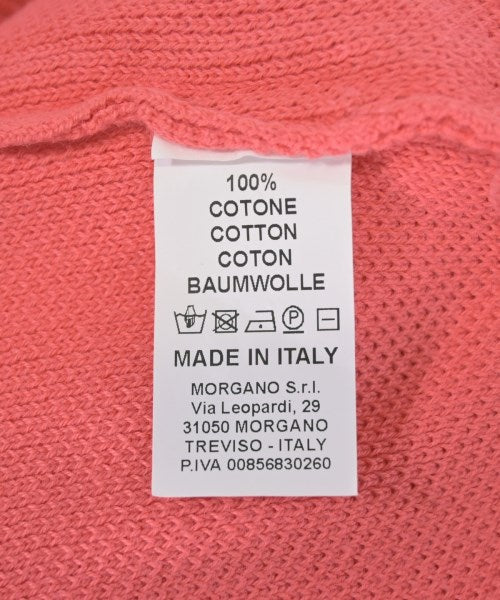 100%
COTONE
COTTON
COTON
BAUMWOLLE
P
MADE IN ITALY
MORGANO S.r.l.
Via Leopardi, 29
31050 MORGANO
TREVISO - ITALY
P.IVA 00856830260